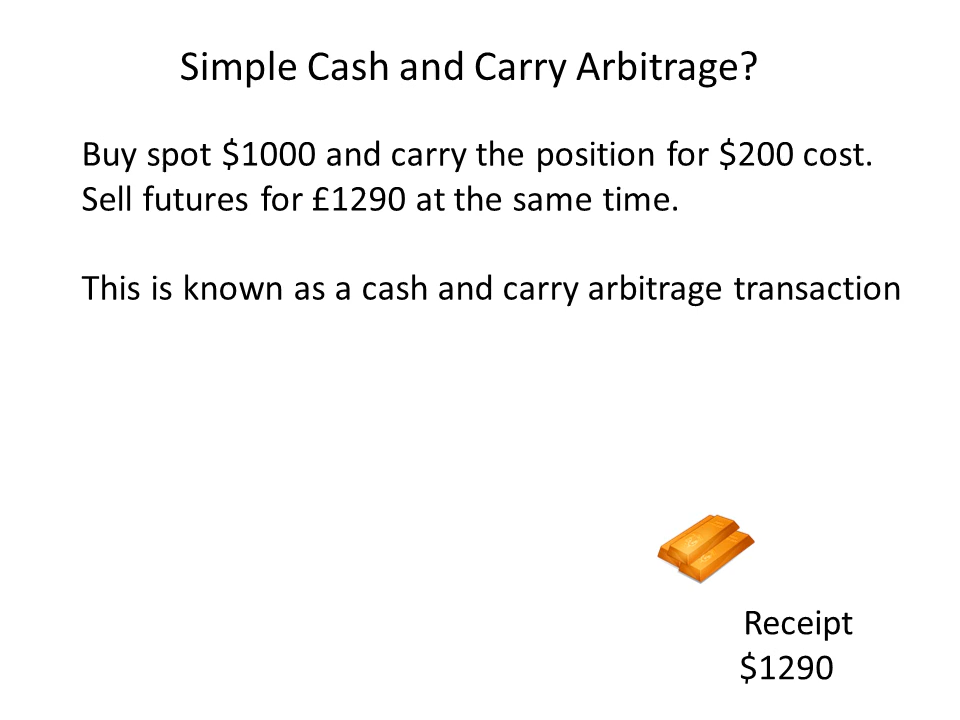 Simple Cash and Carry Arbitrage?
Buy spot $1000 and carry the position for $200 cost.
Sell futures for £1290 at the same time.
This is known as a cash and carry arbitrage transaction
Receipt
$1290